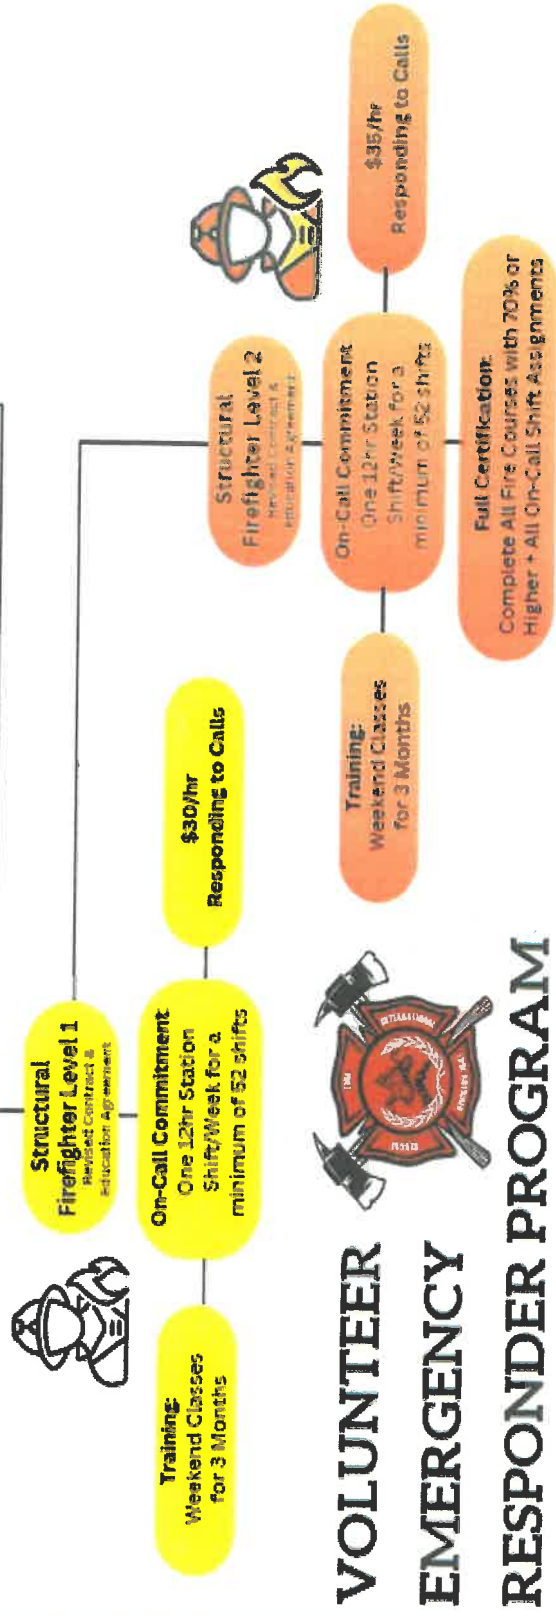 Structural
Firefighter Level 1
Revised Contract &
Education Agreement
Training:
Weekend Classes
for 3 Months
On-Call Commitment
One 12hr Station
Shift/Week for a
minimum of 52 shifts
$30/hr
Responding to Calls
Structural
Firefighter Level 2
Revised Contract &
Education Agreement
Training:
Weekend Classes
for 3 Months
On-Call Commitment
One 12hr Station
Shift/Week for a
minimum of 52 shifts
$35/hr
Responding to Calls
Full Certification:
Complete All Fire Courses with 70% or
Higher + All On-Call Shift Assignments
VOLUNTEER
EMERGENCY
RESPONDER PROGRAM